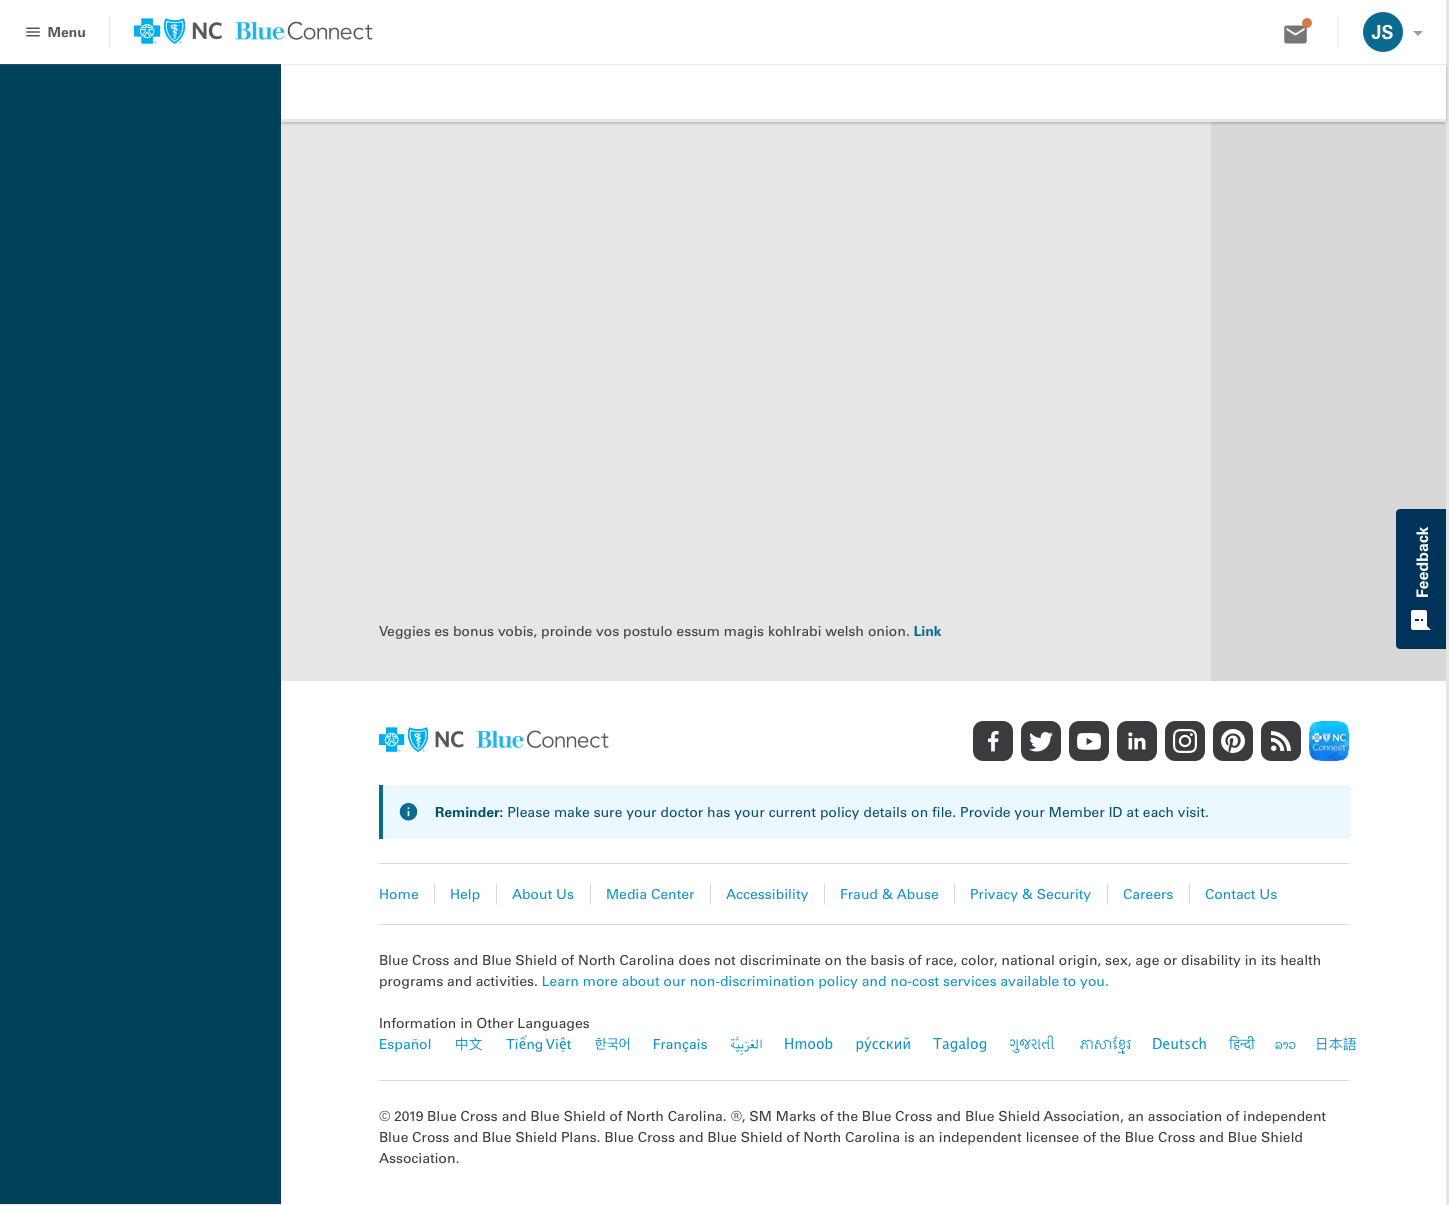 Menu
NC BlueConnect
JS
Feedback
Veggies es bonus vobis, proinde vos postulo essum magis kohlrabi welsh onion. Link
NC BlueConnect
NC
Connect
Reminder: Please make sure your doctor has your current policy details on file. Provide your Member ID at each visit.
Home Help About Us Media Center Accessibility Fraud & Abuse Privacy & Security Careers Contact Us
Blue Cross and Blue Shield of North Carolina does not discriminate on the basis of race, color, national origin, sex, age or disability in its health
programs and activities. Learn more about our non-discrimination policy and no-cost services available to you.
Information in Other Languages
Español 中文 Tiếng Việt 한국어 Français العَرَبِيَّة Hmoob ру́сский Tagalog ગુજરાતી ភាសាខ្មែរ Deutsch हिन्दी ລາວ 日本語
© 2019 Blue Cross and Blue Shield of North Carolina. ®, SM Marks of the Blue Cross and Blue Shield Association, an association of independent
Blue Cross and Blue Shield Plans. Blue Cross and Blue Shield of North Carolina is an independent licensee of the Blue Cross and Blue Shield
Association.